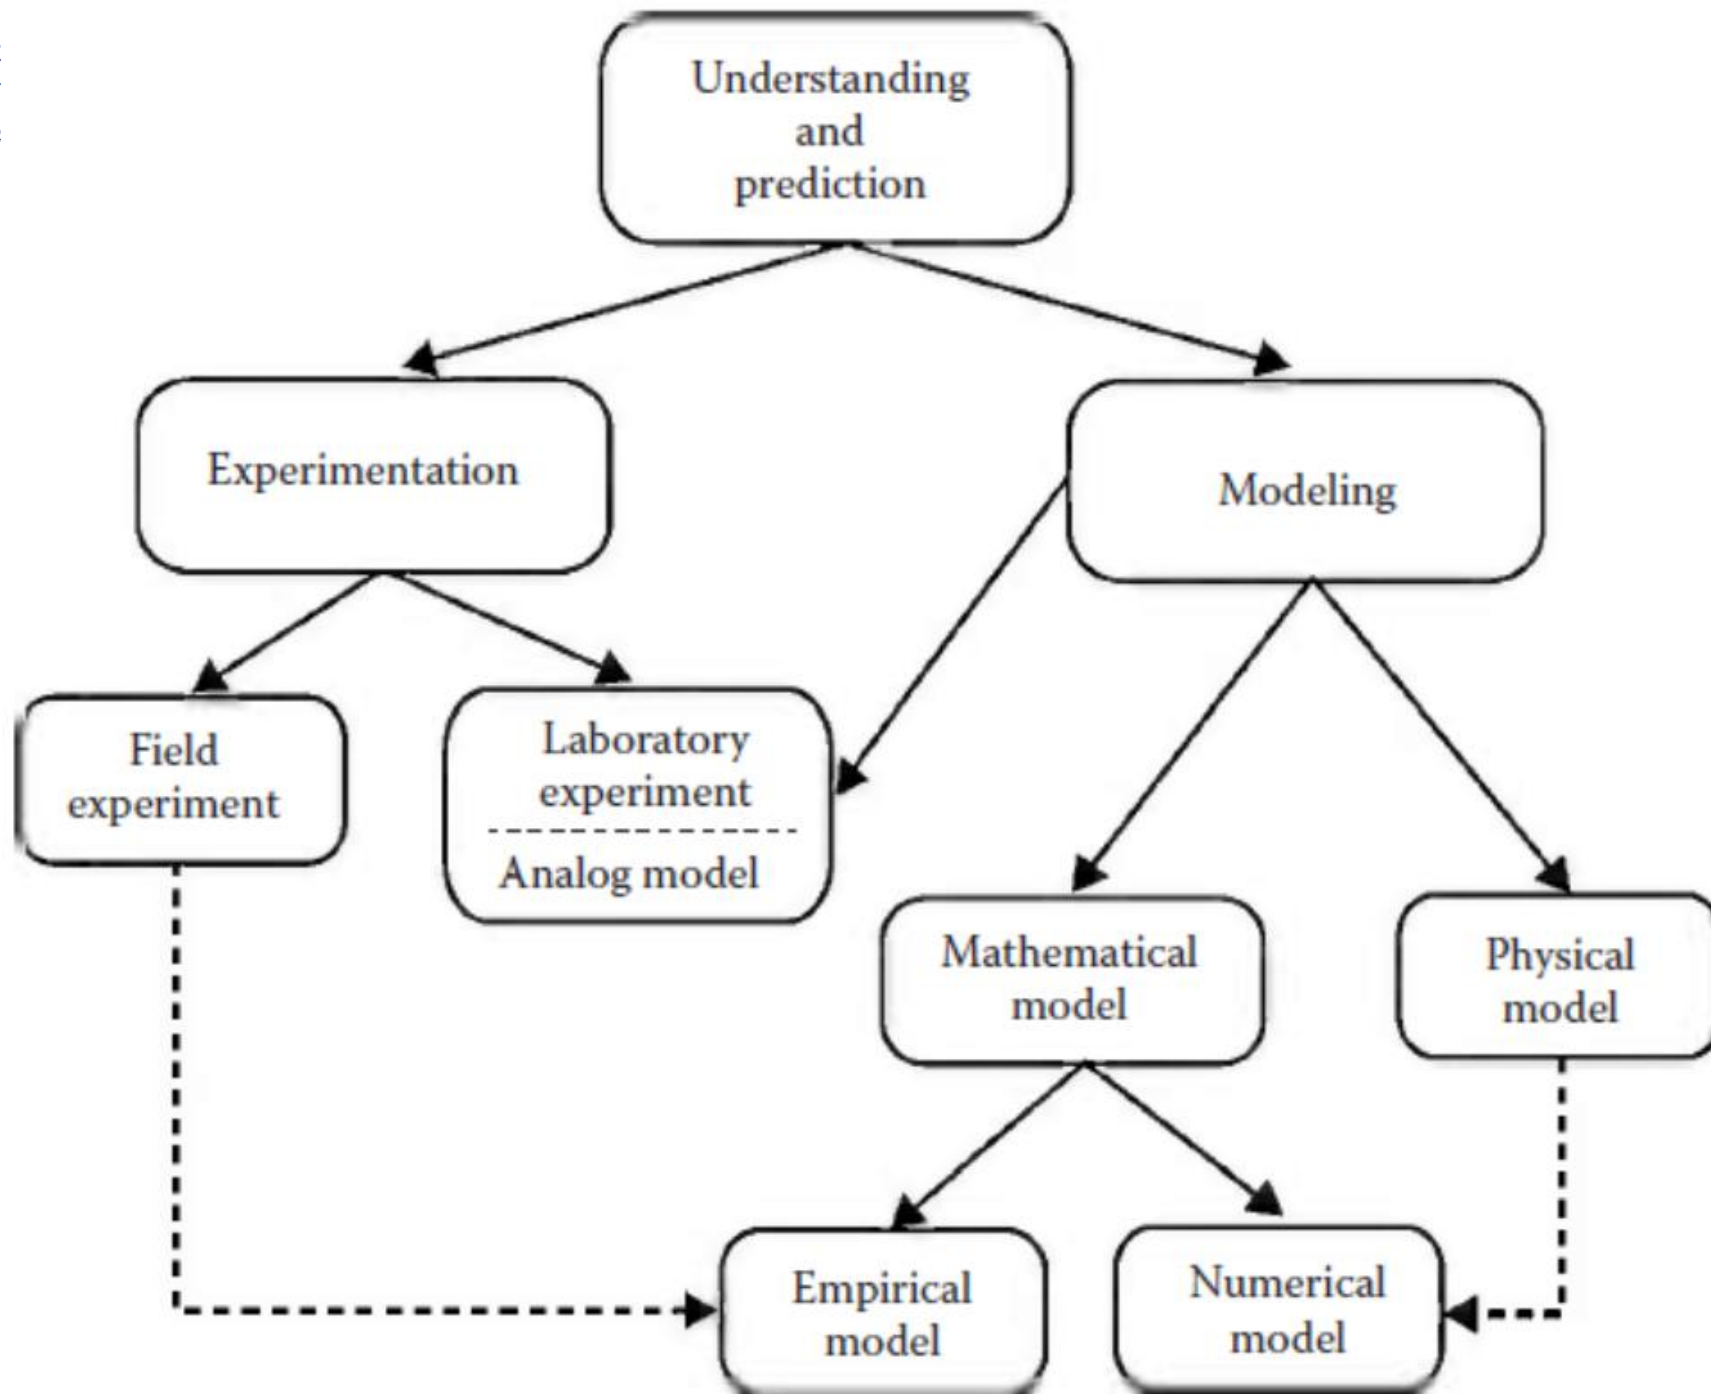 Understanding
and
prediction
Experimentation
Modeling
Field
experiment
Laboratory
experiment
Analog model
Mathematical
model
Physical
model
Empirical
model
Numerical
model